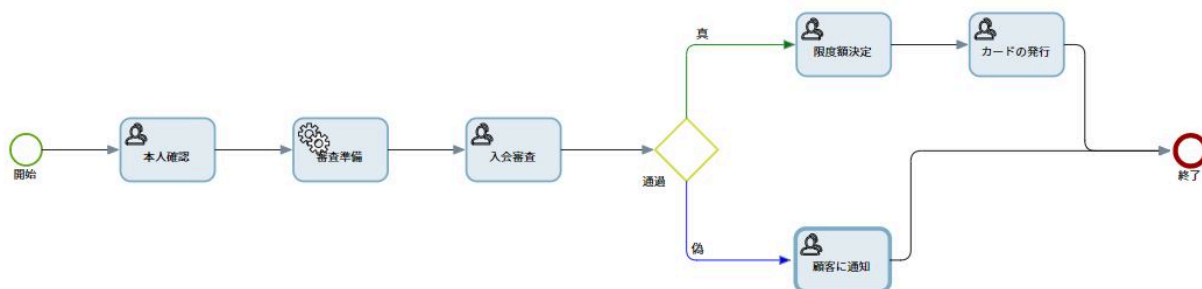 開始
本人確認
審査準備
入会審査
通過
真
限度額決定
カードの発行
偽
顧客に通知
終了